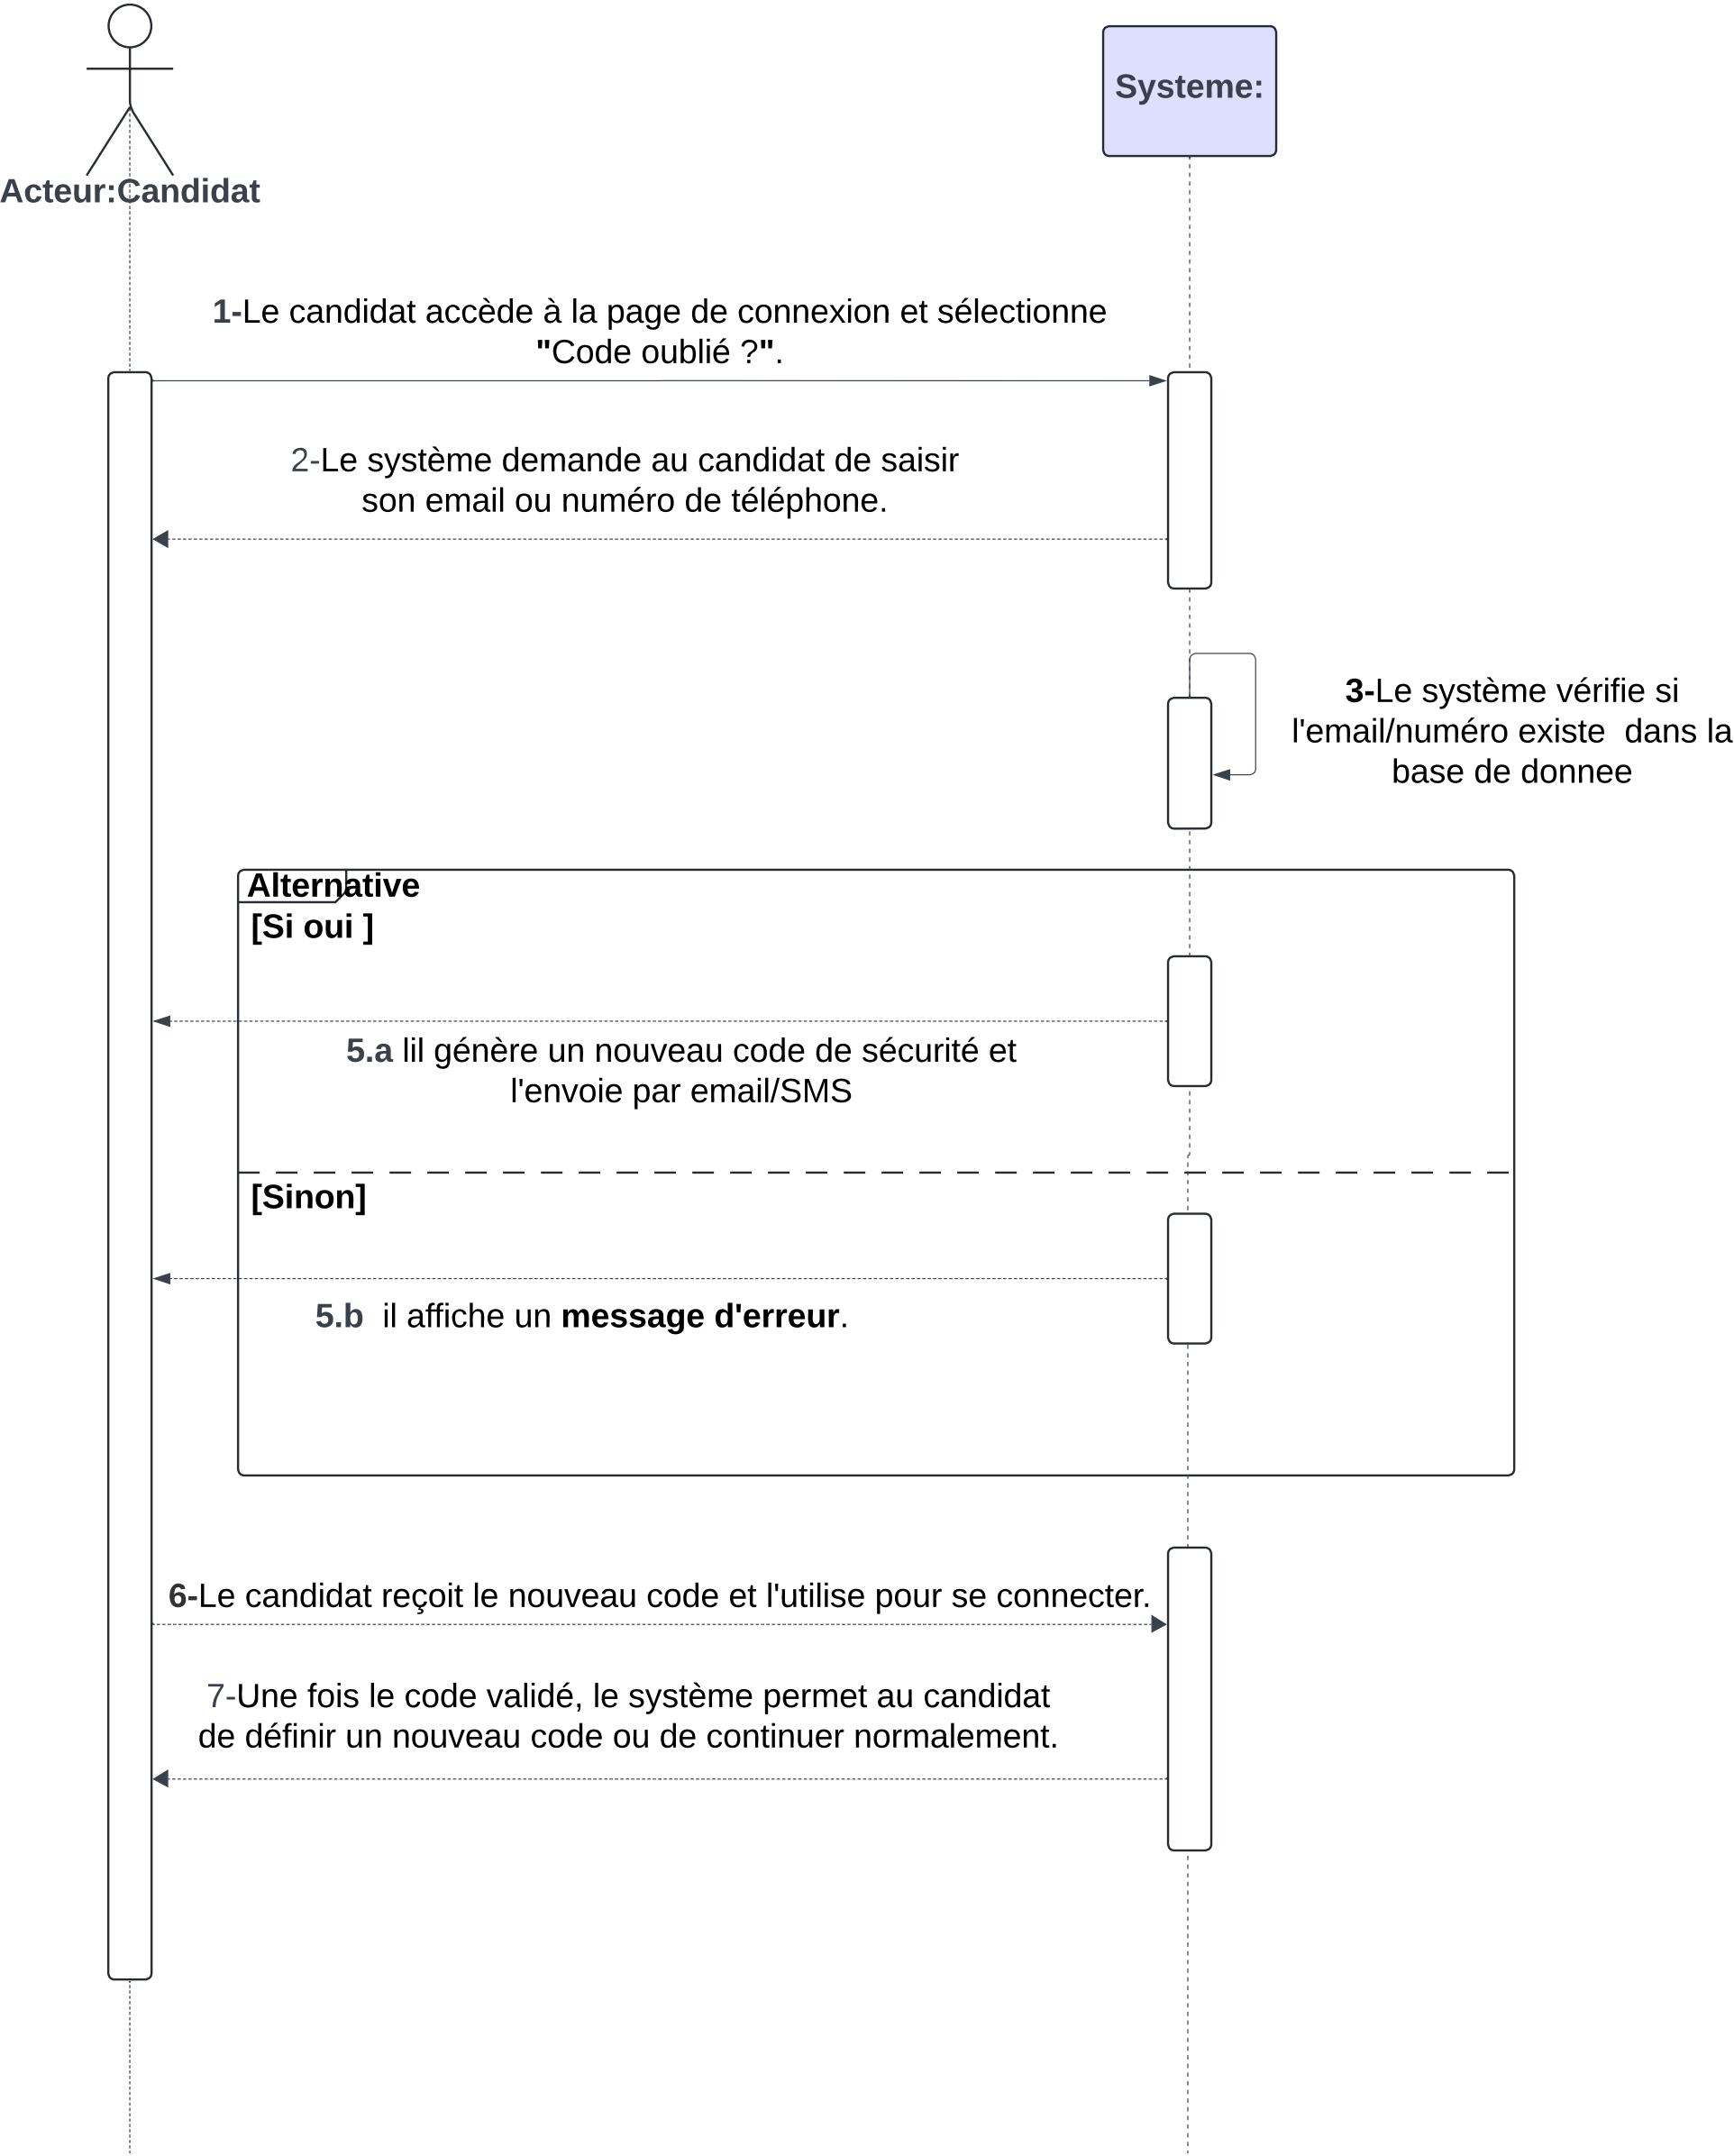 Systeme:
Acteur:Candidat
1-Le candidat accède à la page de connexion et sélectionne
"Code oublié ?".
2-Le système demande au candidat de saisir
son email ou numéro de téléphone.
3-Le système vérifie si
l'email/numéro existe  dans la
base de donnee
Alternative
[Si oui ]
5.a lil génère un nouveau code de sécurité et
l'envoie par email/SMS
[Sinon]
5.b  il affiche un message d'erreur.
6-Le candidat reçoit le nouveau code et l'utilise pour se connecter.
7-Une fois le code validé, le système permet au candidat
de définir un nouveau code ou de continuer normalement.